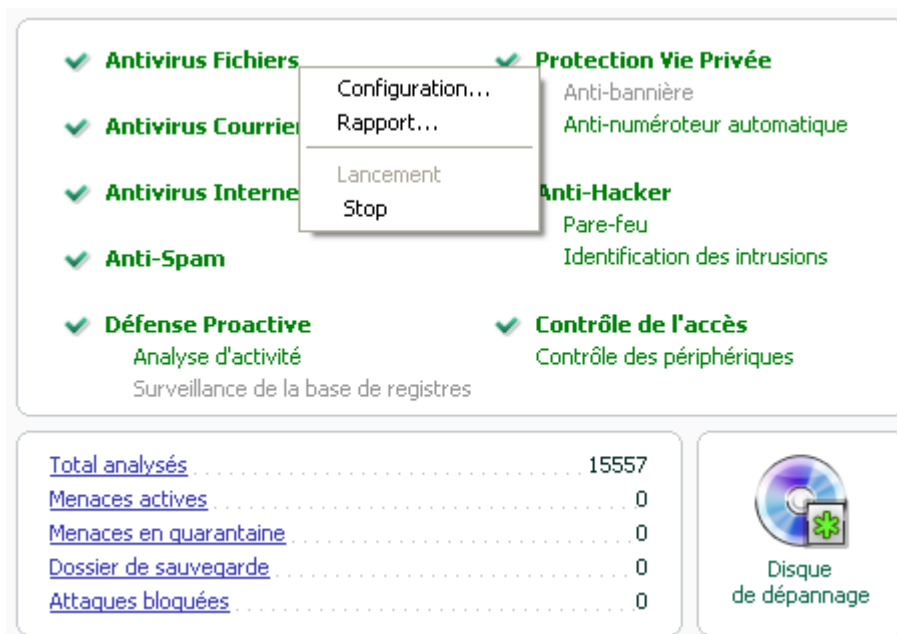 Antivirus Fichiers
Antivirus Courrie
Antivirus Interne
Anti-Spam
Défense Proactive
Analyse d'activité
Surveillance de la base de registres
Configuration...
Rapport...
Lancement
Stop
Protection Vie Privée
Anti-bannière
Anti-numéroteur automatique
Anti-Hacker
Pare-feu
Identification des intrusions
Contrôle de l'accès
Contrôle des périphériques
Total analysés 15557
Menaces actives 0
Menaces en quarantaine 0
Dossier de sauvegarde 0
Attaques bloquées 0
Disque
de dépannage